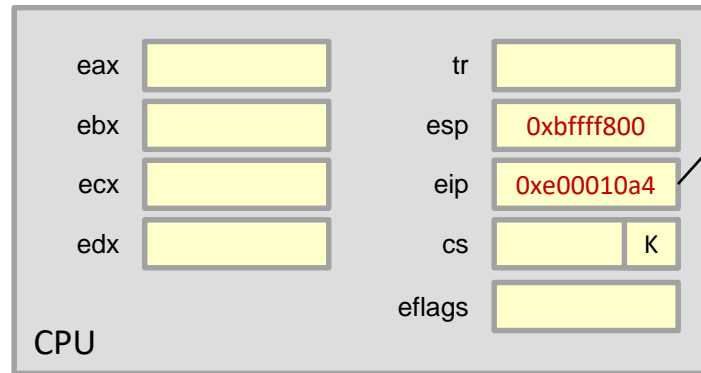 eax tr
ebx esp 0xbffff800
ecx eip 0xe00010a4
edx cs K
eflags
CPU